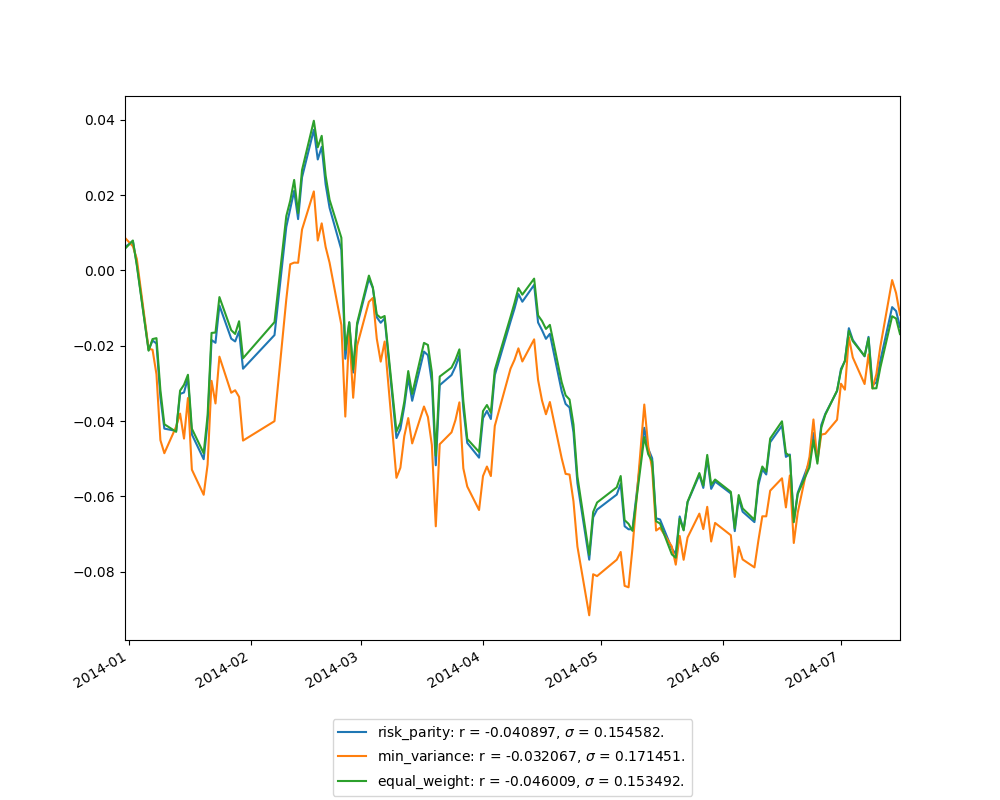 0.04
0.02
0.00
−0.02
−0.04
−0.06
−0.08
2014-01 2014-02 2014-03 2014-04 2014-05 2014-06 2014-07
risk_parity: r = -0.040897, σ = 0.154582.
min_variance: r = -0.032067, σ = 0.171451.
equal_weight: r = -0.046009, σ = 0.153492.